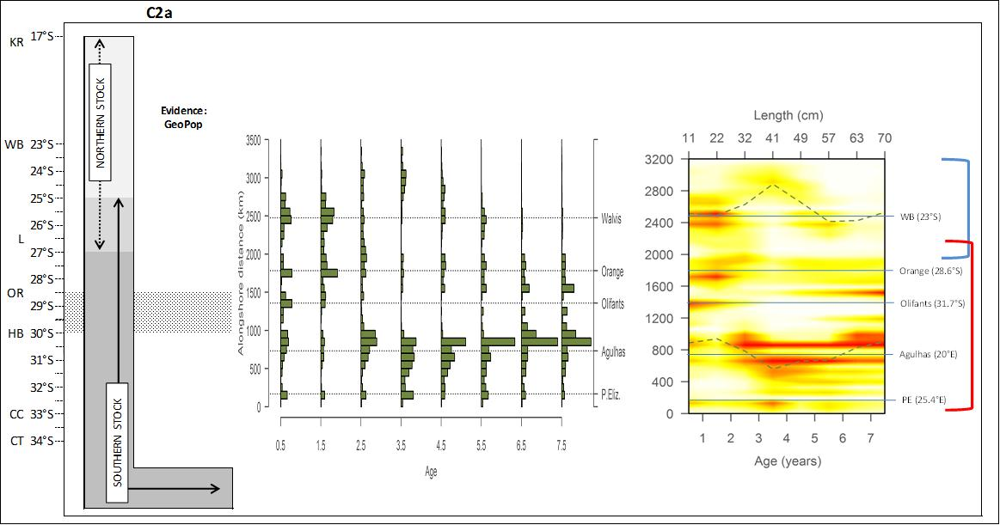 C2a
KR 17°S
WB 23°S
24°S
25°S
L 26°S
27°S
28°S
OR
29°S
HB 30°S
31°S
32°S
CC 33°S
CT 34°S
NORTHERN STOCK
SOUTHERN STOCK
Evidence:
GeoPop
Alongshore distance (km)
3500
3000
2500
2000
1500
1000
500
0
Walvis
Orange
Olifants
Agulhas
P.Eliz.
0.5 1.5 2.5 3.5 4.5 5.5 6.5 7.5
Age
Length (cm)
11 22 32 41 49 57 63 70
3200
2800
2400
2000
1600
1200
800
400
0
WB (23°S)
Orange (28.6°S)
Olifants (31.7°S)
Agulhas (20°E)
PE (25.4°E)
1 2 3 4 5 6 7
Age (years)